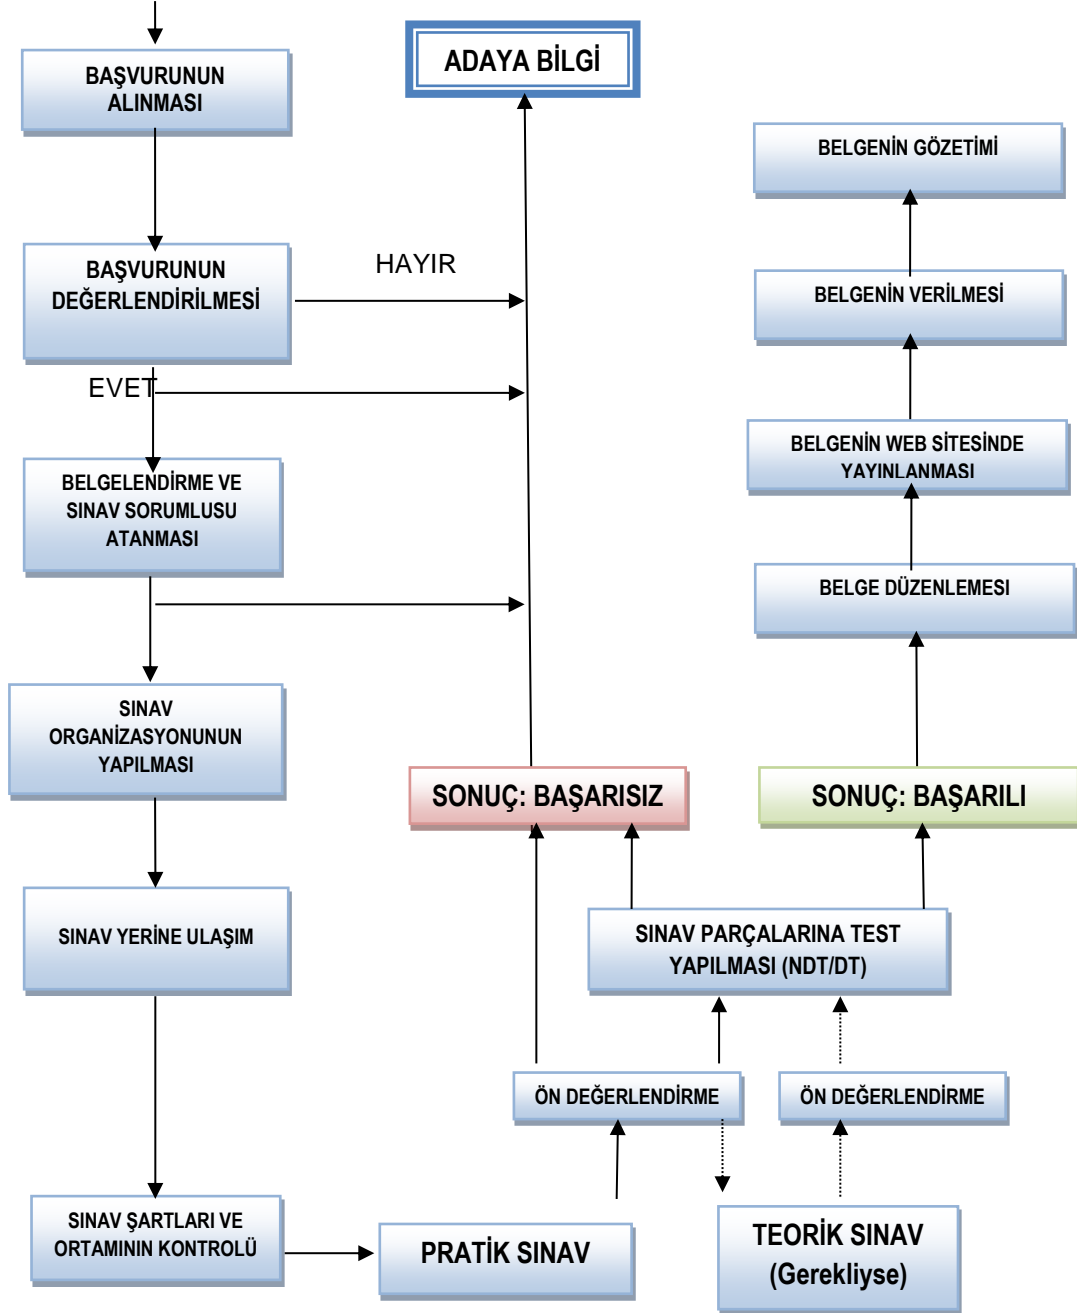 ADAYA BİLGİ
BAŞVURUNUN
ALINMASI
BELGENİN GÖZETİMİ
BAŞVURUNUN
DEĞERLENDİRİLMESİ
HAYIR
BELGENİN VERİLMESİ
EVET
BELGENİN WEB SİTESİNDE
YAYINLANMASI
BELGELENDİRME VE
SINAV SORUMLUSU
ATANMASI
BELGE DÜZENLEMESI
SINAV
ORGANİZASYONUNUN
YAPILMASI
SONUÇ: BAŞARISIZ
SONUÇ: BAŞARILI
SINAV YERİNE ULAŞIM
SINAV PARÇALARINA TEST
YAPILMASI (NDT/DT)
ÖN DEĞERLENDİRME
ÖN DEĞERLENDİRME
SINAV ŞARTLARI VE
ORTAMININ KONTROLÜ
PRATİK SINAV
TEORİK SINAV
(Gerekliyse)